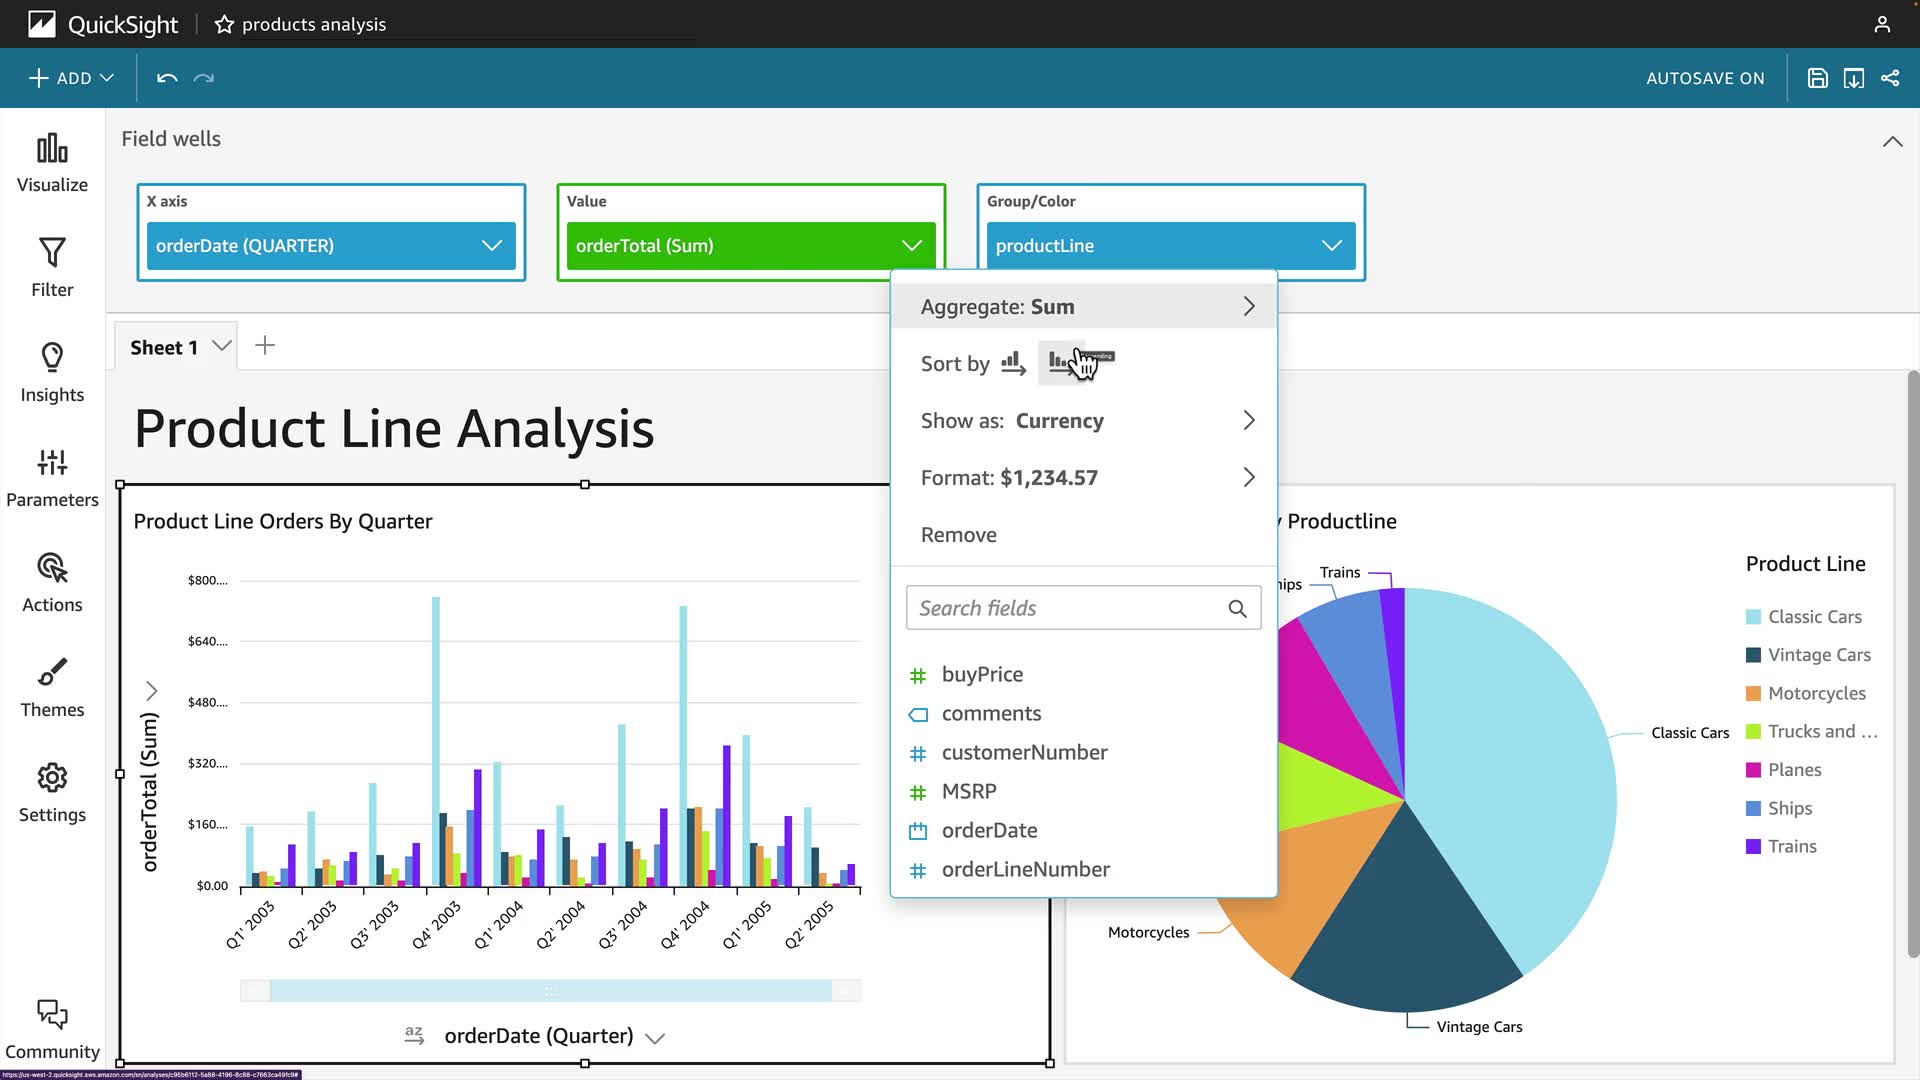 QuickSight
products analysis
ADD
AUTOSAVE ON
Visualize
Filter
Insights
Parameters
Actions
Themes
Settings
Community
Field wells
X axis
orderDate (QUARTER)
Value
orderTotal (Sum)
Group/Color
productLine
Sheet 1
Product Line Analysis
Aggregate: Sum
Sort by
Show as: Currency
Format: $1,234.57
Remove
Search fields
buyPrice
comments
customerNumber
MSRP
orderDate
orderLineNumber
Product Line Orders By Quarter
orderTotal (Sum)
$800....
$640....
$480....
$320....
$160....
$0.00
Q1' 2003
Q2' 2003
Q3' 2003
Q4' 2003
Q1' 2004
Q2' 2004
Q3' 2004
Q4' 2004
Q1' 2005
Q2' 2005
az
orderDate (Quarter)
y Productline
Trains
hips
Classic Cars
Motorcycles
Vintage Cars
Product Line
Classic Cars
Vintage Cars
Motorcycles
Trucks and ...
Planes
Ships
Trains